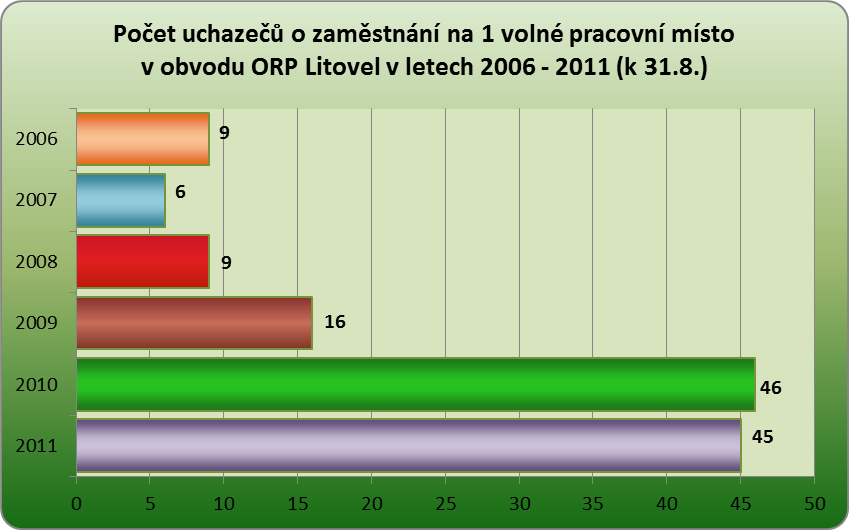 Počet uchazečů o zaměstnání na 1 volné pracovní místo
v obvodu ORP Litovel v letech 2006 - 2011 (k 31.8.)
2006 9
2007 6
2008 9
2009 16
2010 46
2011 45
0 5 10 15 20 25 30 35 40 45 50